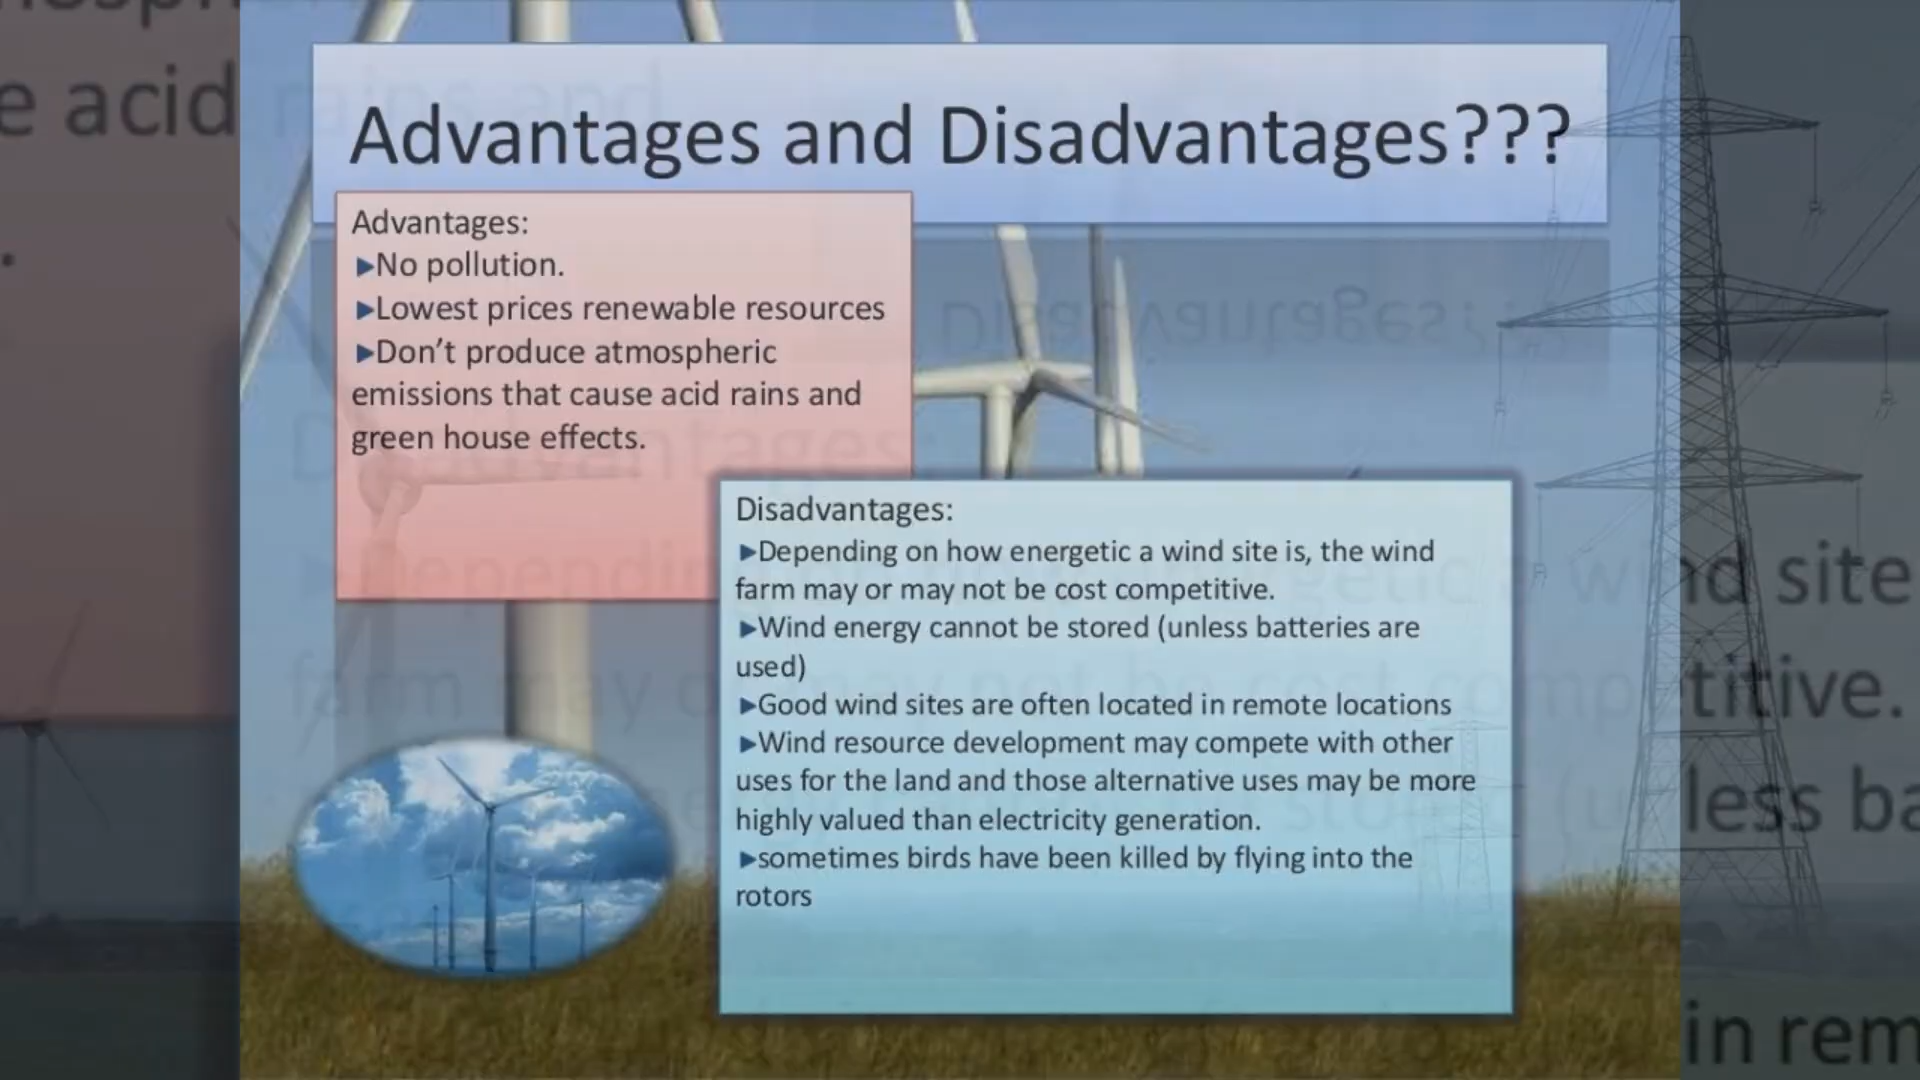 Advantages and Disadvantages???
Advantages:
►No pollution.
►Lowest prices renewable resources
►Don't produce atmospheric
emissions that cause acid rains and
green house effects.
Disadvantages:
►Depending on how energetic a wind site is, the wind
farm may or may not be cost competitive.
►Wind energy cannot be stored (unless batteries are
used)
►Good wind sites are often located in remote locations
►Wind resource development may compete with other
uses for the land and those alternative uses may be more
highly valued than electricity generation.
►sometimes birds have been killed by flying into the
rotors